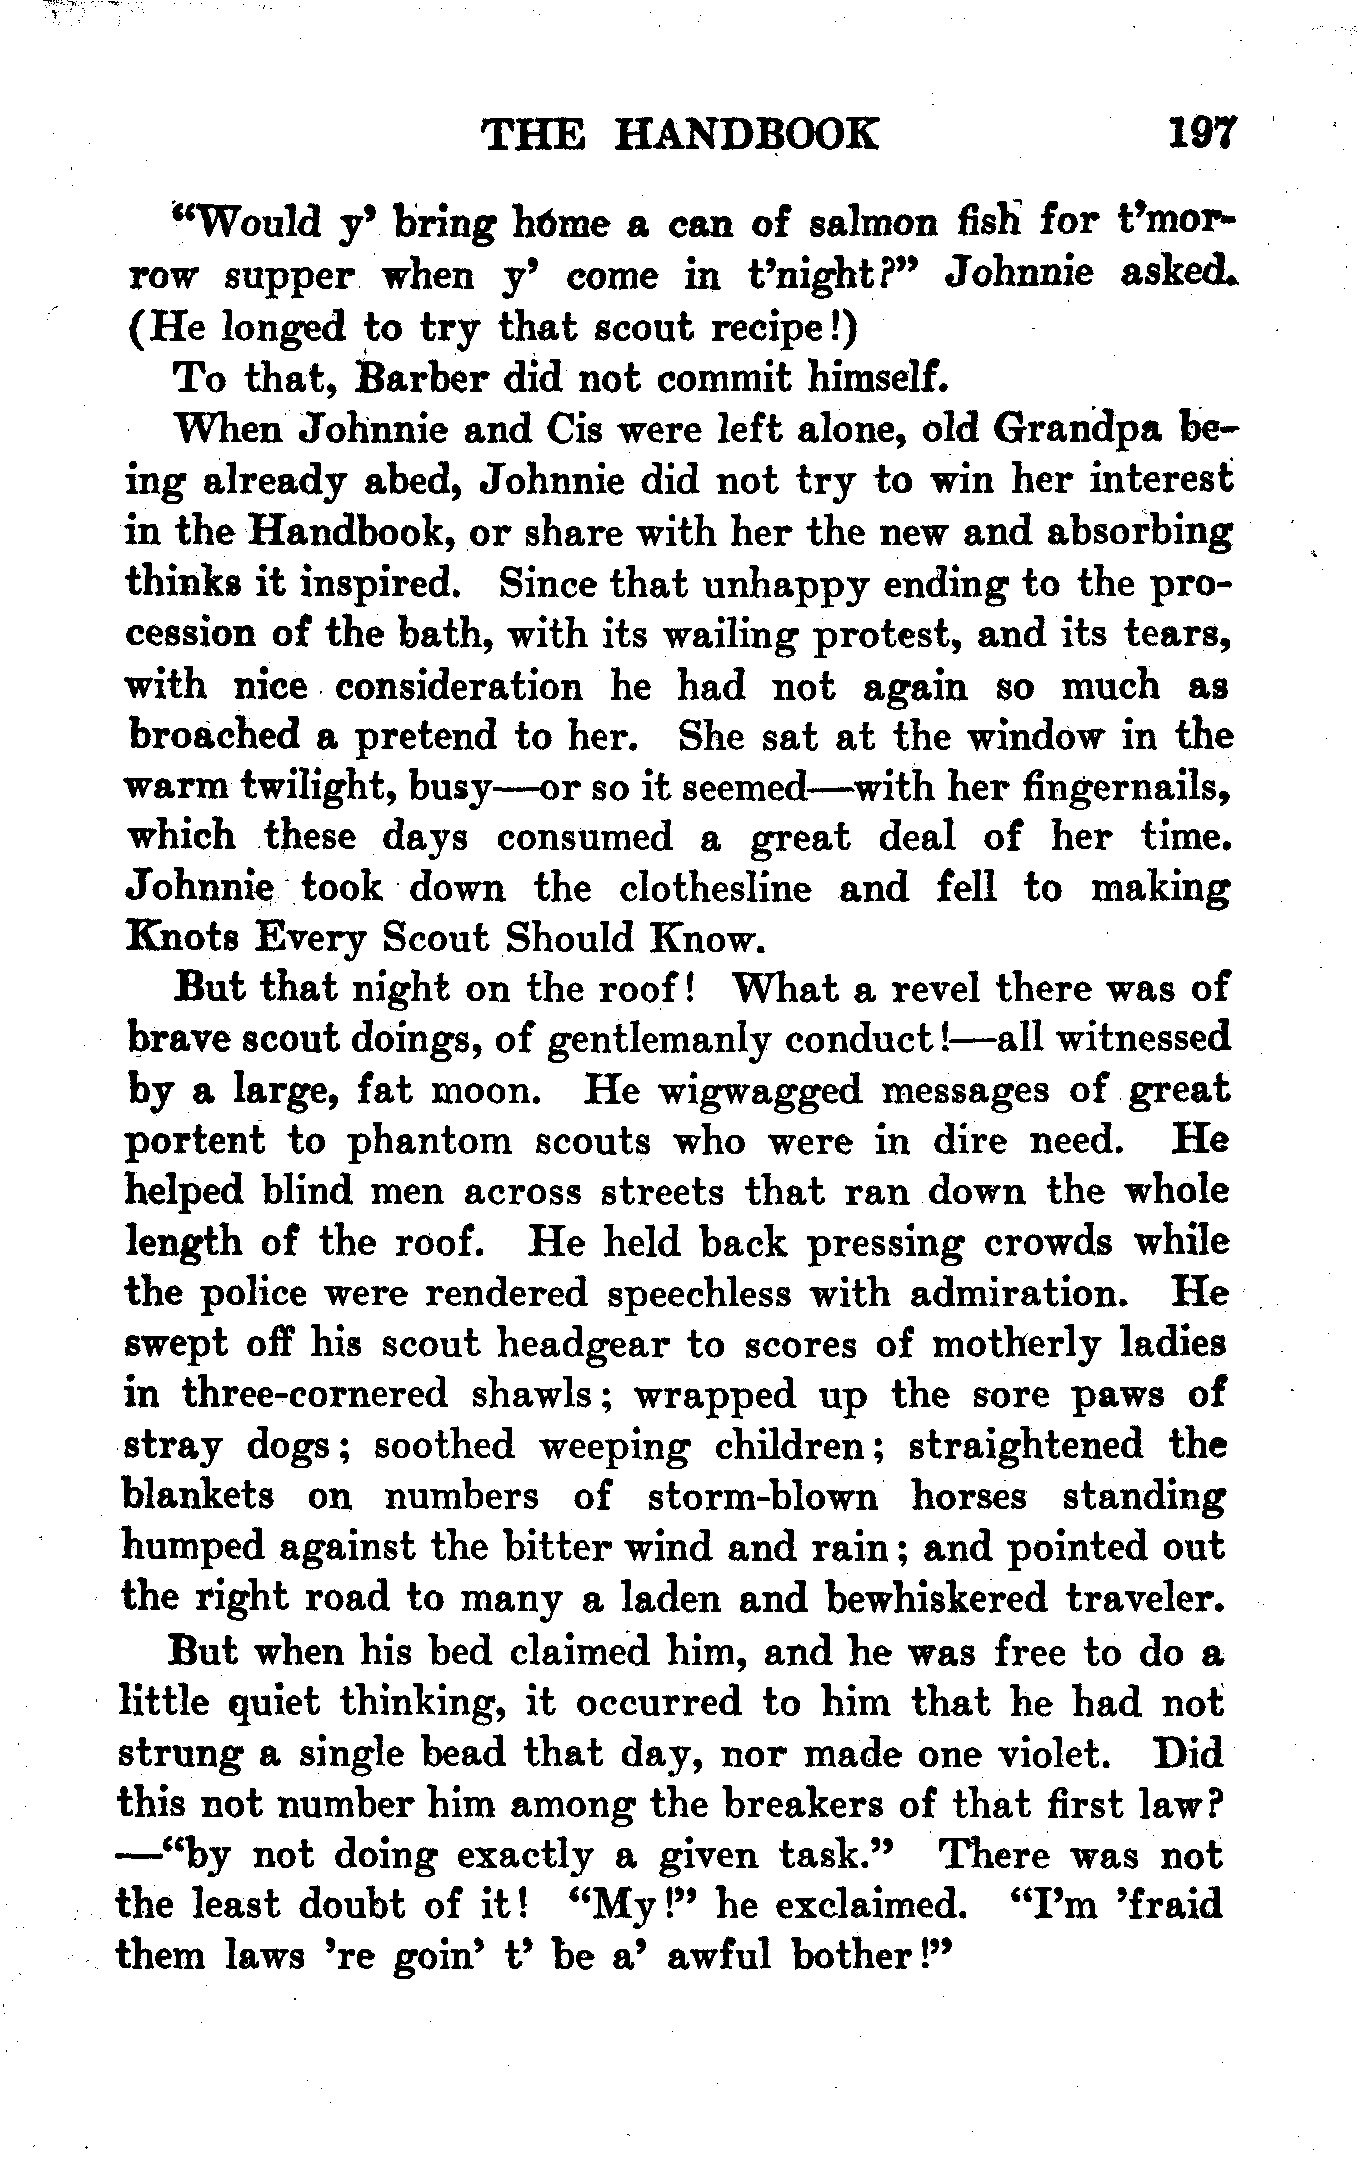 THE HANDBOOK 197
“Would y’ bring home a can of salmon fish for t’mor-
row supper when y’ come in t’night?” Johnnie asked.
(He longed to try that scout recipe!)
To that, Barber did not commit himself.
When Johnnie and Cis were left alone, old Grandpa be-
ing already abed, Johnnie did not try to win her interest
in the Handbook, or share with her the new and absorbing
thinks it inspired. Since that unhappy ending to the pro-
cession of the bath, with its wailing protest, and its tears,
with nice consideration he had not again so much as
broached a pretend to her. She sat at the window in the
warm twilight, busy—or so it seemed—with her fingernails,
which these days consumed a great deal of her time.
Johnnie took down the clothesline and fell to making
Knots Every Scout Should Know.
But that night on the roof! What a revel there was of
brave scout doings, of gentlemanly conduct!—all witnessed
by a large, fat moon. He wigwagged messages of great
portent to phantom scouts who were in dire need. He
helped blind men across streets that ran down the whole
length of the roof. He held back pressing crowds while
the police were rendered speechless with admiration. He
swept off his scout headgear to scores of motherly ladies
in three-cornered shawls; wrapped up the sore paws of
stray dogs; soothed weeping children; straightened the
blankets on numbers of storm-blown horses standing
humped against the bitter wind and rain; and pointed out
the right road to many a laden and bewhiskered traveler.
But when his bed claimed him, and he was free to do a
little quiet thinking, it occurred to him that he had not
strung a single bead that day, nor made one violet. Did
this not number him among the breakers of that first law?
—“by not doing exactly a given task.” There was not
the least doubt of it! “My!” he exclaimed. “I’m ’fraid
them laws ’re goin’ t’ be a’ awful bother!”